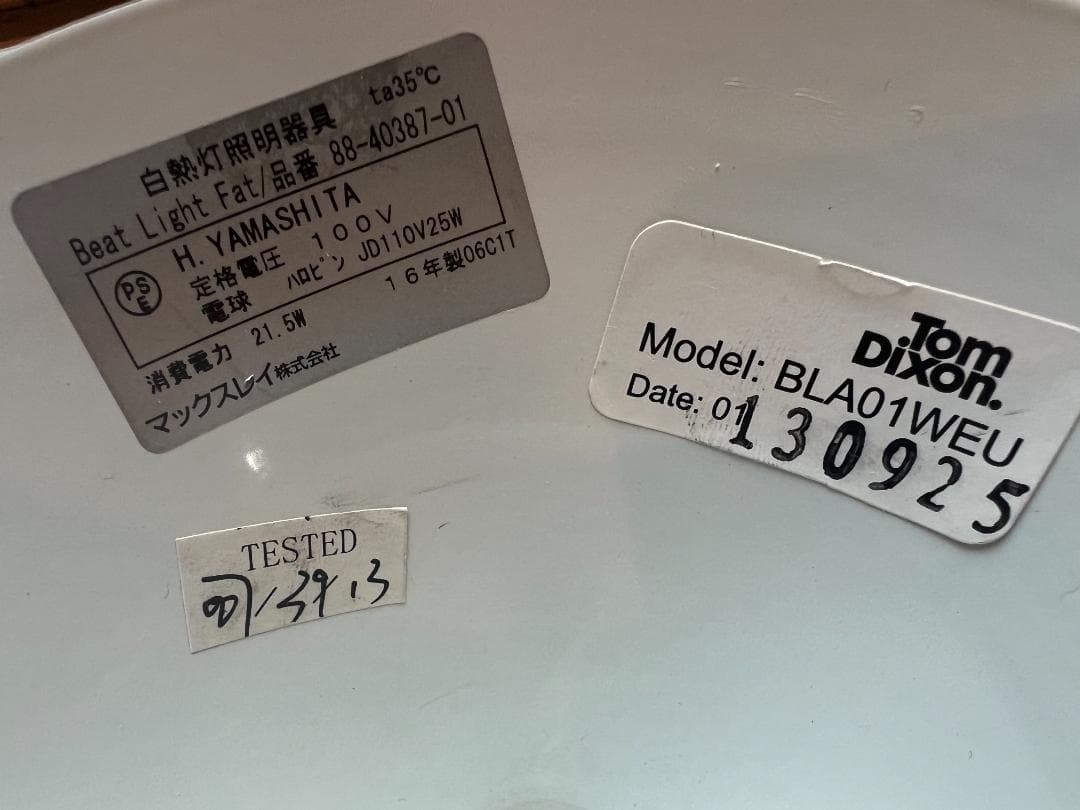 白熱灯照明器具 ta35℃
Beat Light Fat/品番 88-40387-01
PSE H. YAMASHITA
定格電圧 100V
電球 ハロピン JD110V25W
消費電力 21.5W 16年製06C1T
マックスレイ株式会社
Tom
Dixon.
Model: BLA01WEU
Date: 01
130925
TESTED